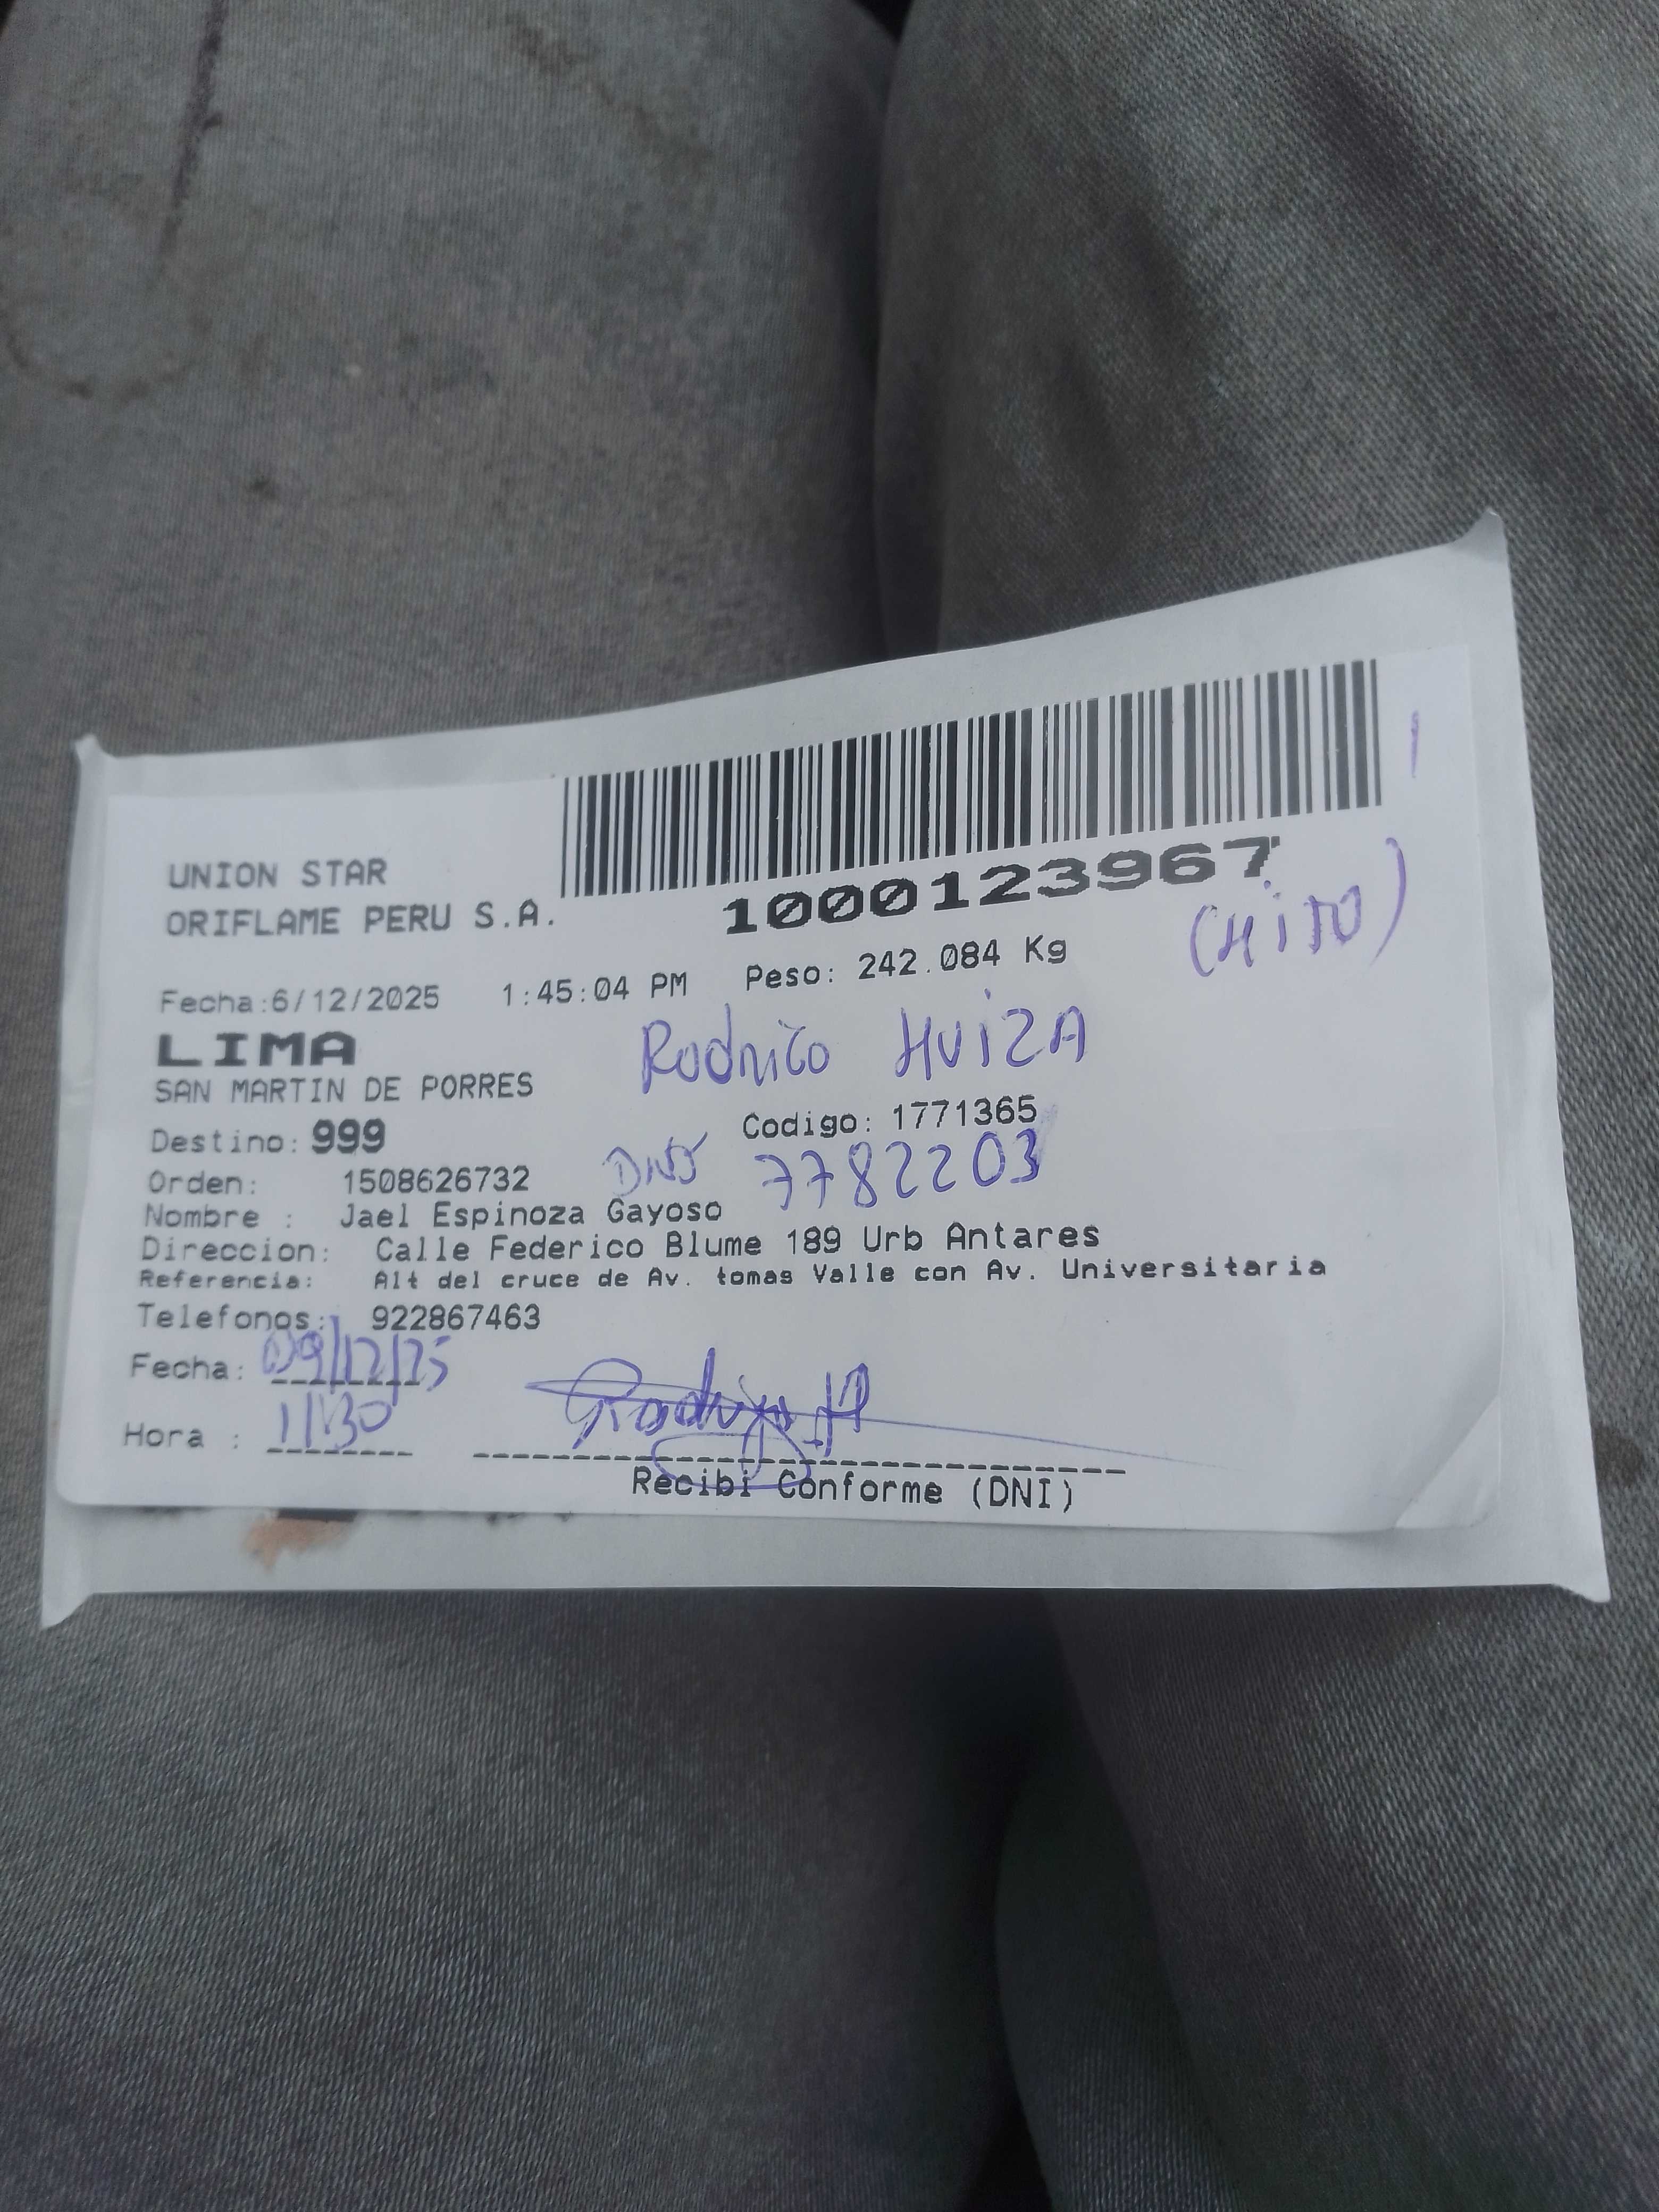 UNION STAR
ORIFLAME PERU S.A.
1000123967
(Hijo)
Fecha:6/12/2025 1:45:04 PM Peso: 242.084 Kg
LIMA
Rodrigo HUIZA
SAN MARTIN DE PORRES
Destino: 999
Codigo: 1771365
Orden: 1508626732
DNI 7782203
Nombre : Jael Espinoza Gayoso
Direccion: Calle Federico Blume 189 Urb Antares
Referencia: Alt del cruce de Av. tomas Valle con Av. Universitaria
Telefonos: 922867463
Fecha: 09/12/25
Hora : 11:30
Rodrigo H
Recibi Conforme (DNI)